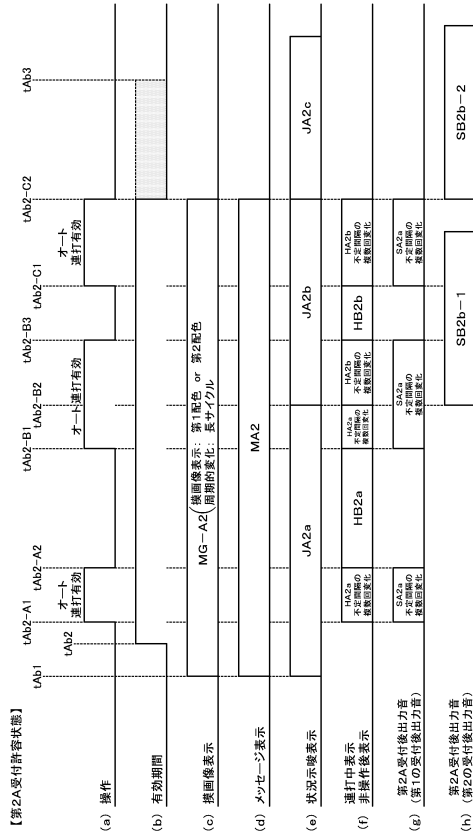 【第2A受付許容状態】
tAb1
tAb2
tAb2-A1
tAb2-A2
tAb2-B1
tAb2-B2
tAb2-B3
tAb2-C1
tAb2-C2
tAb3
(a) 操作
オート
連打有効
オート連打有効
オート
連打有効
(b) 有効期間
(c) 摸画像表示
MG-A2(摸画像表示:第1配色 or 第2配色
周期的変化:長サイクル)
(d) メッセージ表示
MA2
(e) 状況示唆表示
JA2a
JA2b
JA2c
(f) 連打中表示
非操作後表示
HA2a
不定間隔の
複数回変化
HB2a
HA2a
不定間隔の
複数回変化
HA2b
不定間隔の
複数回変化
HB2b
HA2b
不定間隔の
複数回変化
(g) 第2A受付後出力音
(第1の受付後出力音)
SA2a
不定間隔の
複数回変化
SA2a
不定間隔の
複数回変化
SA2a
不定間隔の
複数回変化
(h) 第2A受付後出力音
(第2の受付後出力音)
SB2b-1
SB2b-2